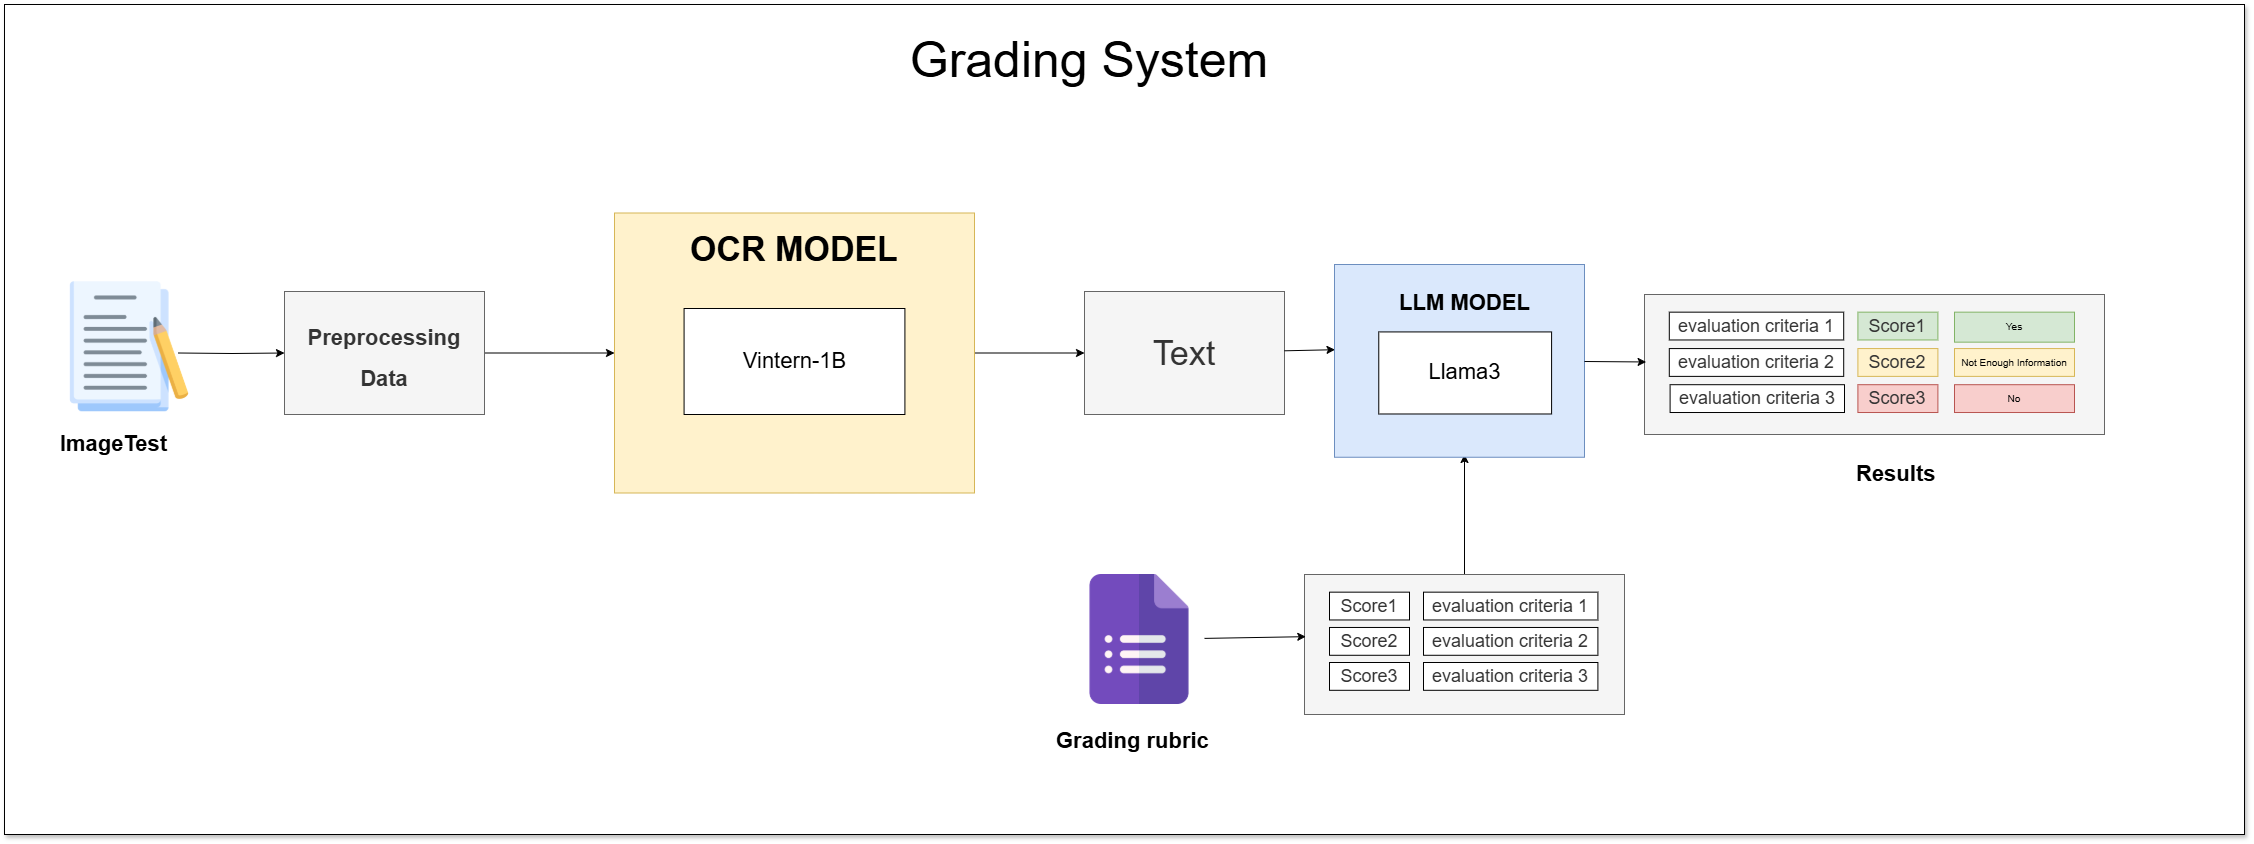 Grading System
ImageTest
Preprocessing
Data
OCR MODEL
Vintern-1B
Text
LLM MODEL
Llama3
evaluation criteria 1 Score1 Yes
evaluation criteria 2 Score2 Not Enough Information
evaluation criteria 3 Score3 No
Results
Grading rubric
Score1 evaluation criteria 1
Score2 evaluation criteria 2
Score3 evaluation criteria 3